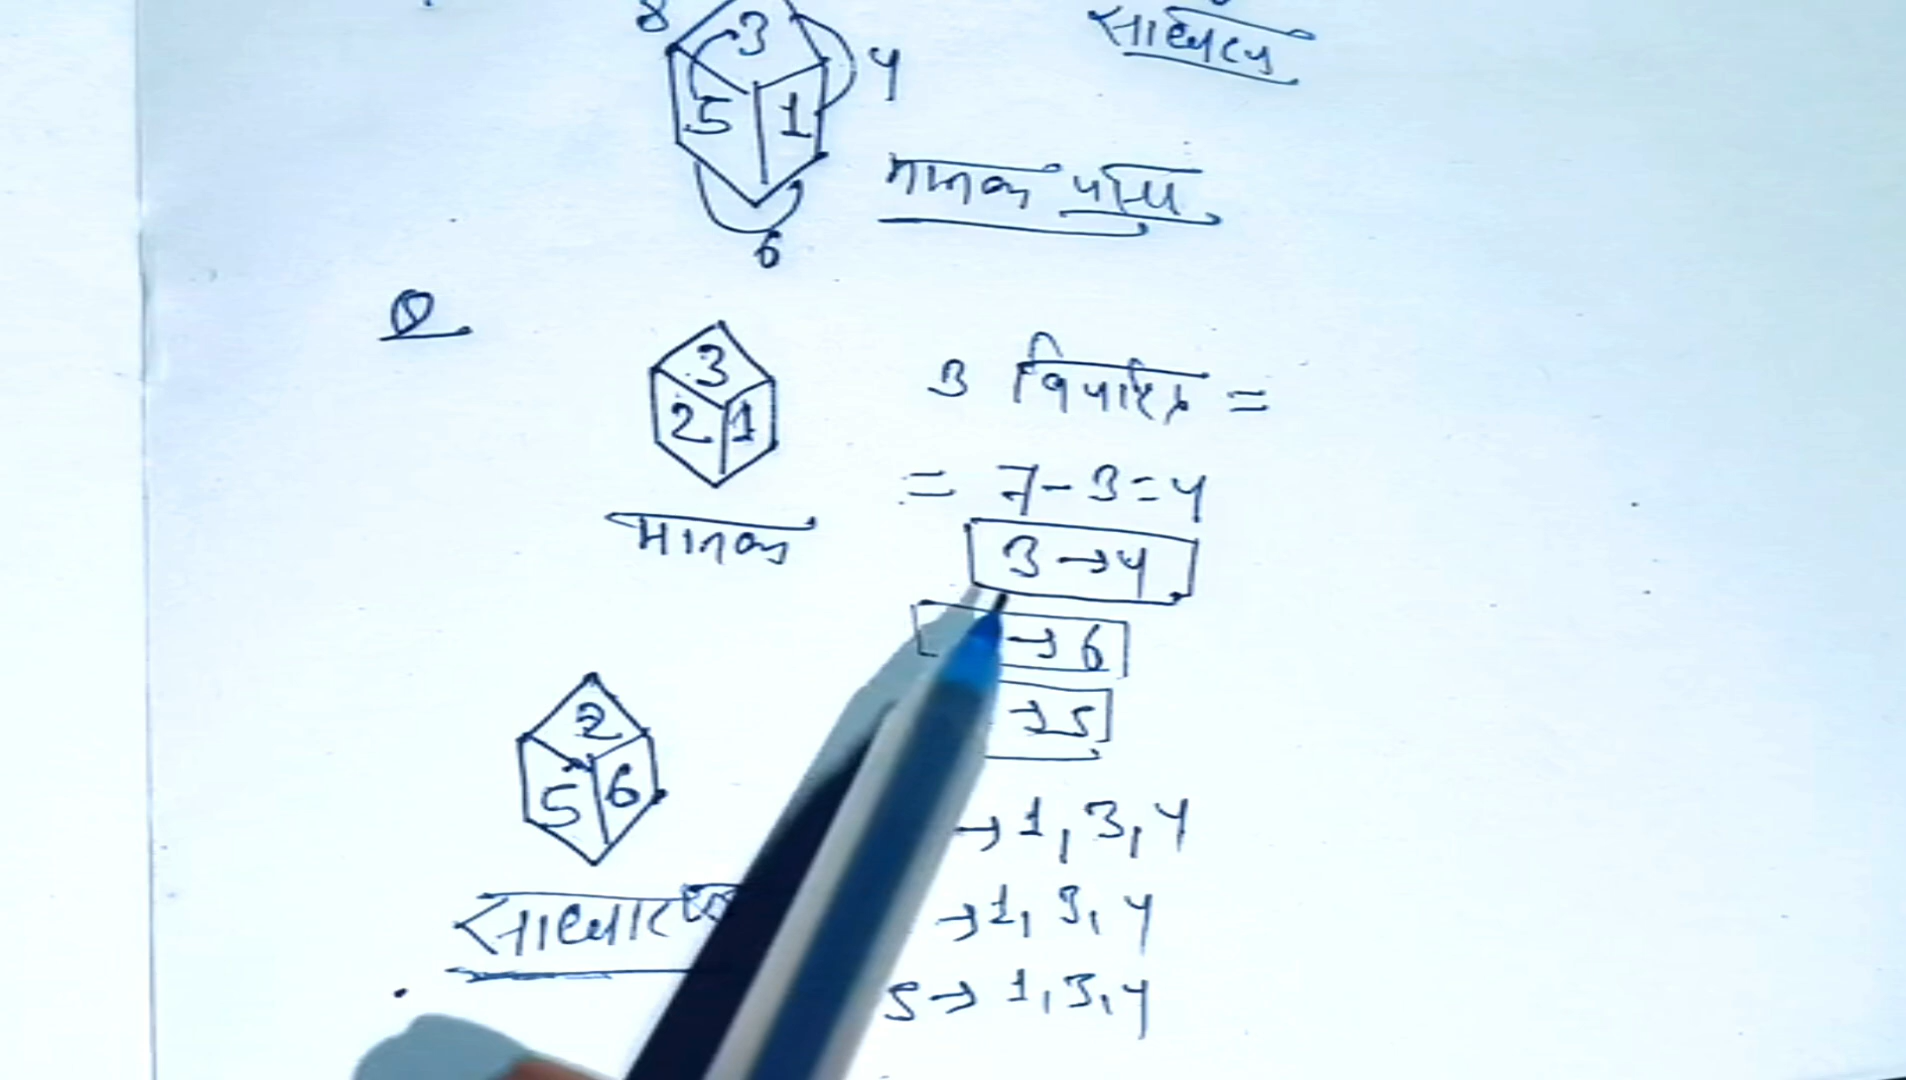 साधारण
3
5 1
4
6
मानक पासा
Q
3
2 1
3 विपरित =
= 7-3=4
मानक
3→4
→6
2
5 6
→5
→1,3,4
साधारण
→1,3,4
5→1,3,4